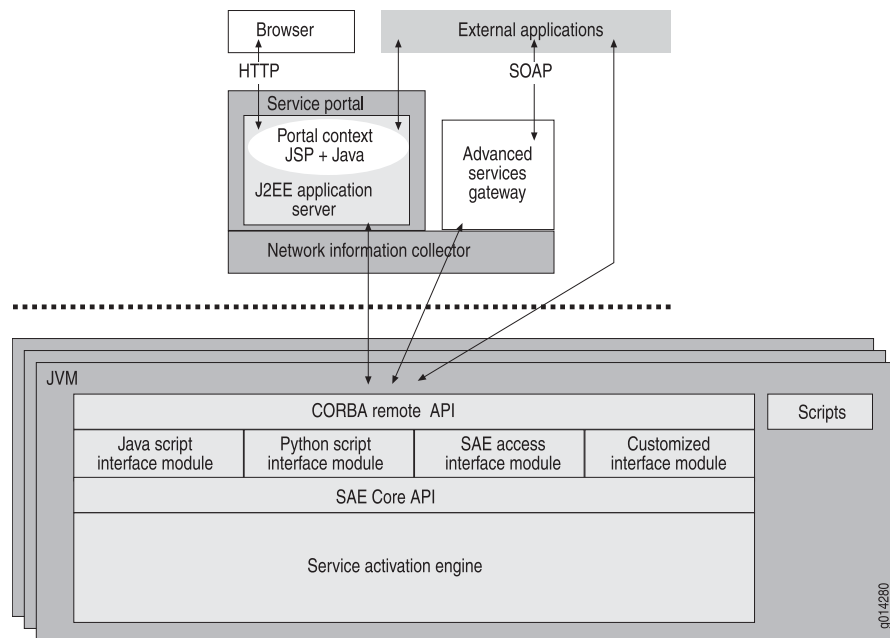 Browser
External applications
HTTP
SOAP
Service portal
Portal context
JSP + Java
J2EE application
server
Advanced
services
gateway
Network information collector
JVM
CORBA remote API
Scripts
Java script
interface module
Python script
interface module
SAE access
interface module
Customized
interface module
SAE Core API
Service activation engine
g014280